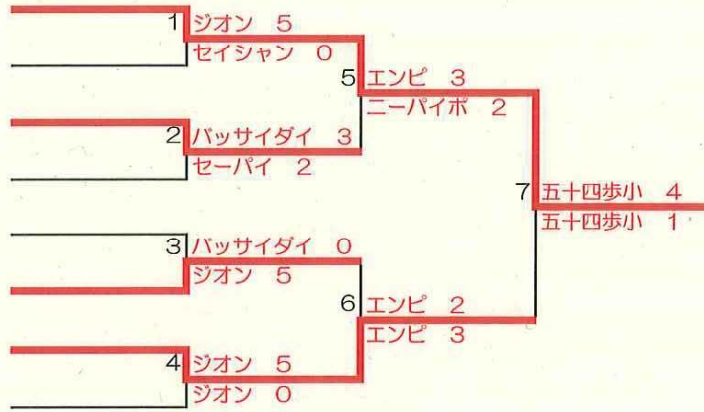 1 ジオン 5
セイシャン 0
5 エンピ 3
ニーパイポ 2
2 バッサイダイ 3
セーパイ 2
7 五十四歩小 4
五十四歩小 1
3 バッサイダイ 0
ジオン 5
6 エンピ 2
エンピ 3
4 ジオン 5
ジオン 0